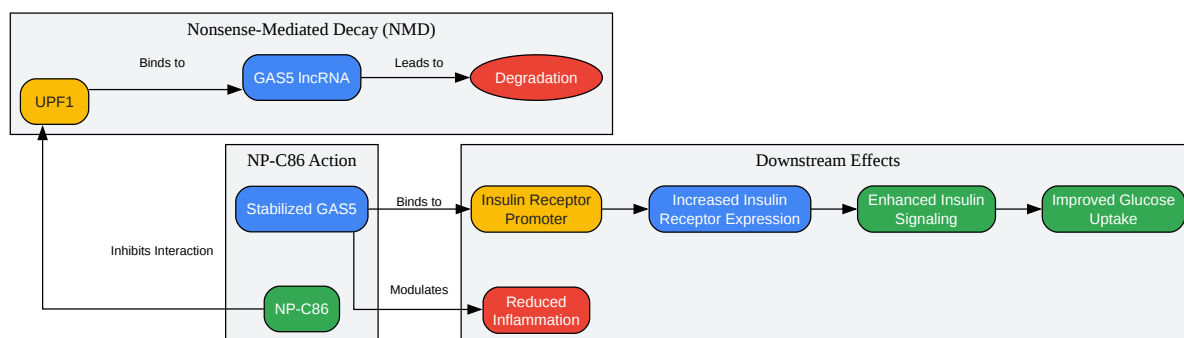 Nonsense-Mediated Decay (NMD)
Binds to
GAS5 lncRNA
Leads to
Degradation
UPF1
NP-C86 Action
Downstream Effects
Stabilized GAS5
Binds to
Insulin Receptor
Promoter
Increased Insulin
Receptor Expression
Enhanced Insulin
Signaling
Improved Glucose
Uptake
Inhibits Interaction
NP-C86
Modulates
Reduced
Inflammation